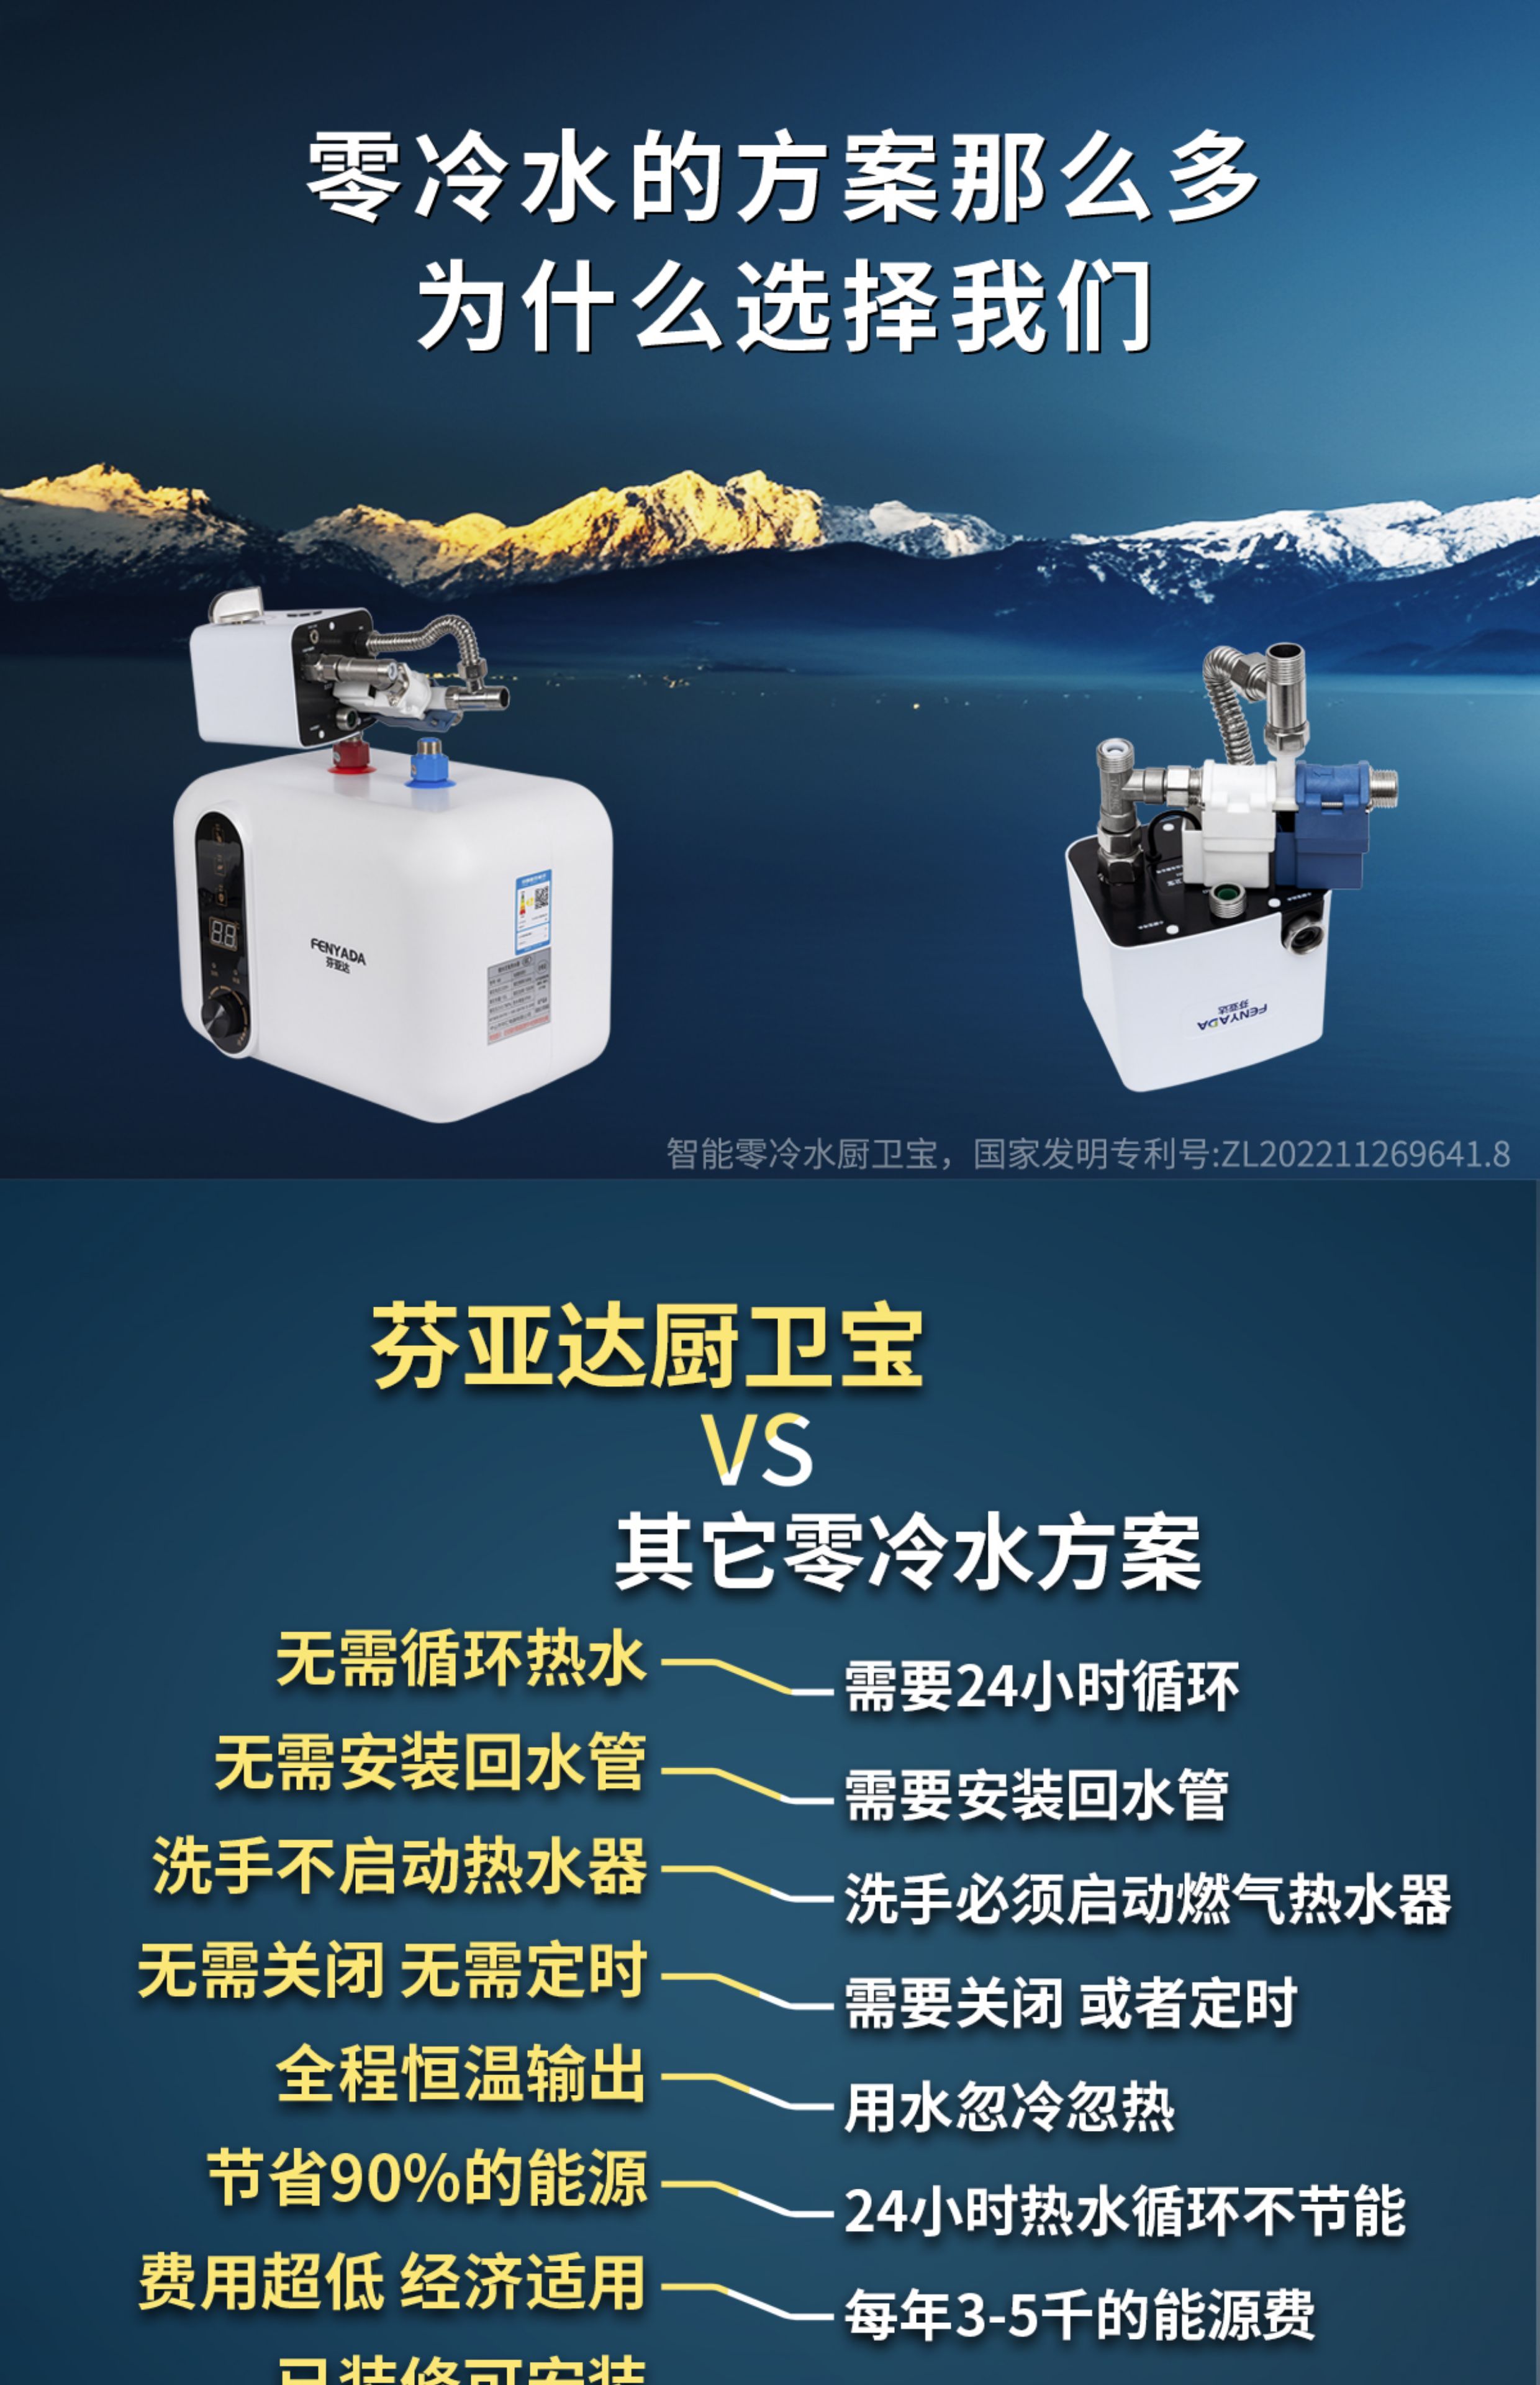 零冷水的方案那么多
为什么选择我们
88
FENYADA
芬亚达
FENYADA
芬亚达
智能零冷水厨卫宝，国家发明专利号:ZL202211269641.8
芬亚达厨卫宝
VS
其它零冷水方案
无需循环热水
需要24小时循环
无需安装回水管
需要安装回水管
洗手不启动热水器
洗手必须启动燃气热水器
无需关闭 无需定时
需要关闭 或者定时
全程恒温输出
用水忽冷忽热
节省90%的能源
24小时热水循环不节能
费用超低 经济适用
每年3-5千的能源费
已装修可安装